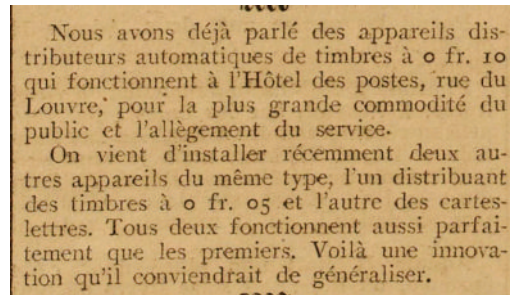 Nous avons déjà parlé des appareils dis-
tributeurs automatiques de timbres à 0 fr. 10
qui fonctionnent à l'Hôtel des postes, rue du
Louvre, pour la plus grande commodité du
public et l'allègement du service.
On vient d'installer récemment deux au-
tres appareils du même type, l'un distribuant
des timbres à 0 fr. 05 et l'autre des cartes-
lettres. Tous deux fonctionnent aussi parfai-
tement que les premiers. Voilà une innova-
tion qu'il conviendrait de généraliser.